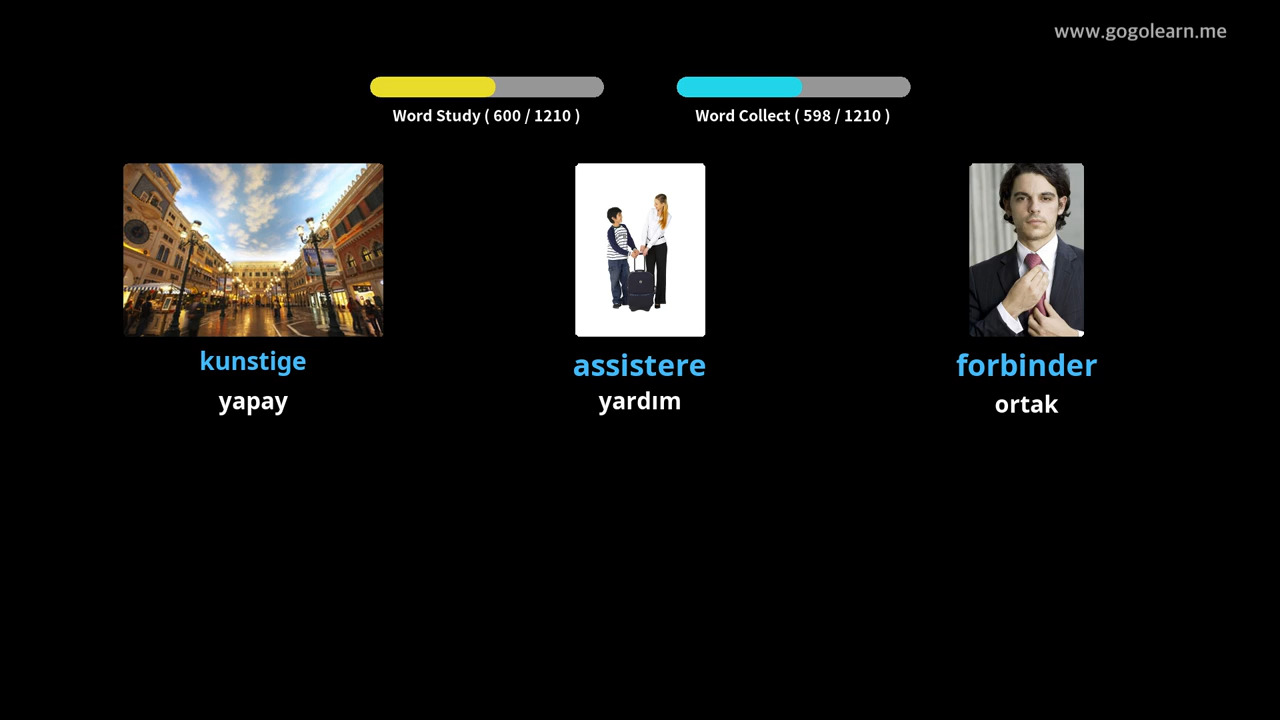 www.gogolearn.me
Word Study ( 600 / 1210 )
Word Collect ( 598 / 1210 )
kunstige
yapay
assistere
yardım
forbinder
ortak